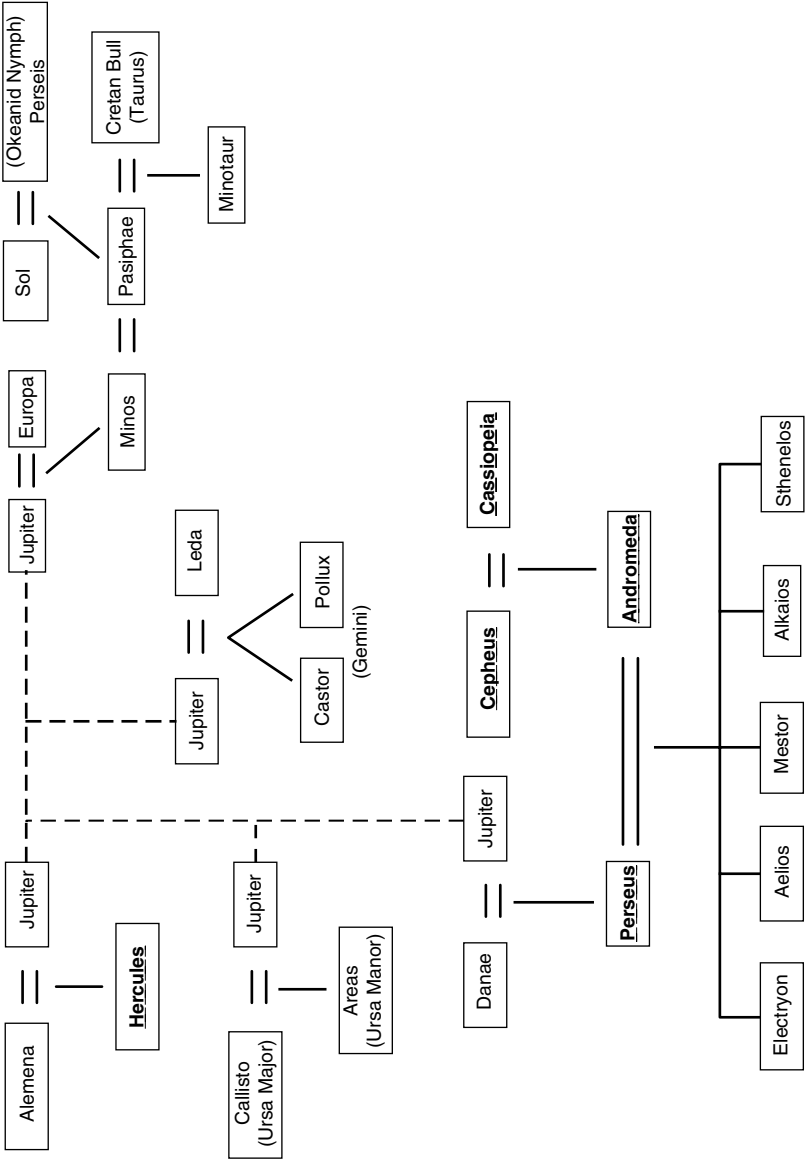 Alemena
Jupiter
Jupiter
Europa
Sol
(Okeanid Nymph)
Perseis
Hercules
Minos
Pasiphae
Cretan Bull
(Taurus)
Minotaur
Jupiter
Leda
Callisto
(Ursa Major)
Jupiter
Castor
Pollux
(Gemini)
Areas
(Ursa Manor)
Danae
Jupiter
Cepheus
Cassiopeia
Perseus
Andromeda
Electryon
Aelios
Mestor
Alkaios
Sthenelos